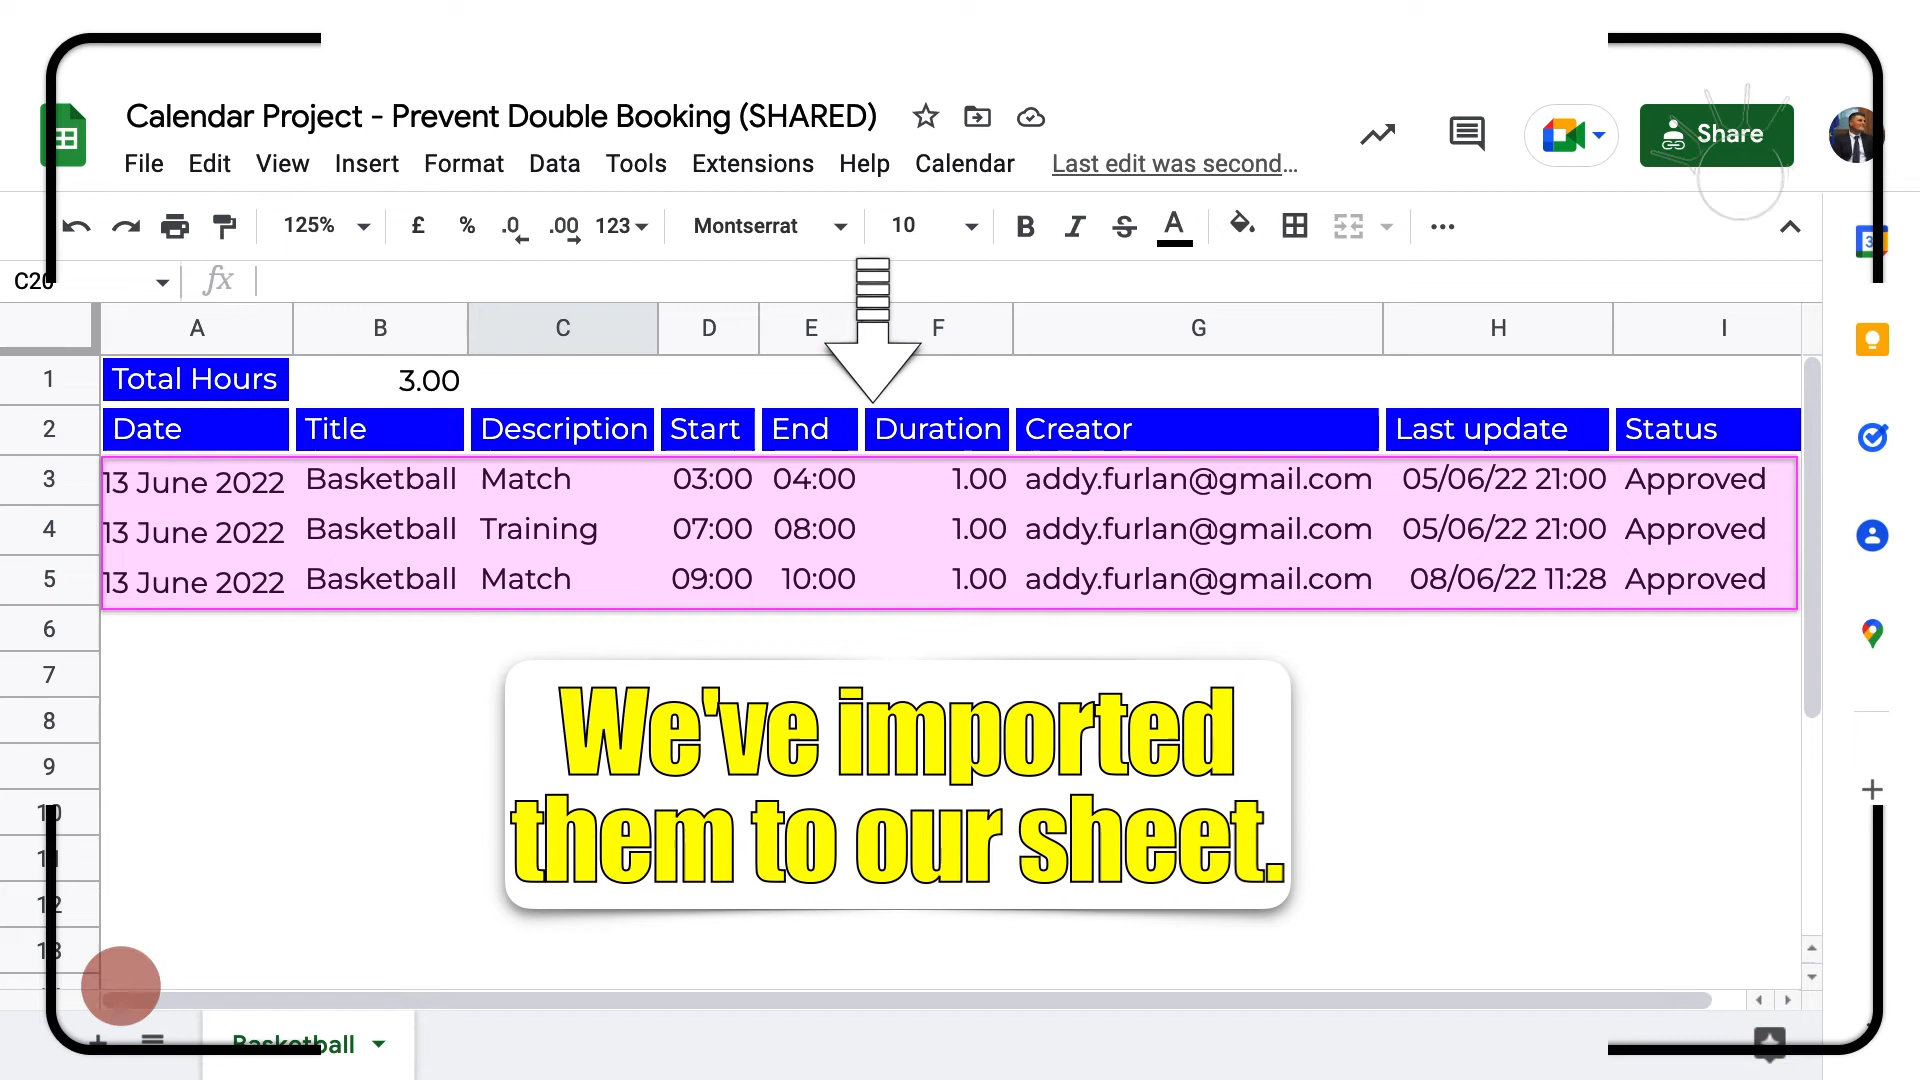 Calendar Project - Prevent Double Booking (SHARED)
Share
File Edit View Insert Format Data Tools Extensions Help Calendar Last edit was second...
125% £ % .0 .00 123 Montserrat 10 B I S A
C20 fx
A B C D E F G H I
1 Total Hours 3.00
2 Date Title Description Start End Duration Creator Last update Status
3 13 June 2022 Basketball Match 03:00 04:00 1.00 addy.furlan@gmail.com 05/06/22 21:00 Approved
4 13 June 2022 Basketball Training 07:00 08:00 1.00 addy.furlan@gmail.com 05/06/22 21:00 Approved
5 13 June 2022 Basketball Match 09:00 10:00 1.00 addy.furlan@gmail.com 08/06/22 11:28 Approved
6
7
We've imported
8
9
them to our sheet.
10
11
12
13
Basketball